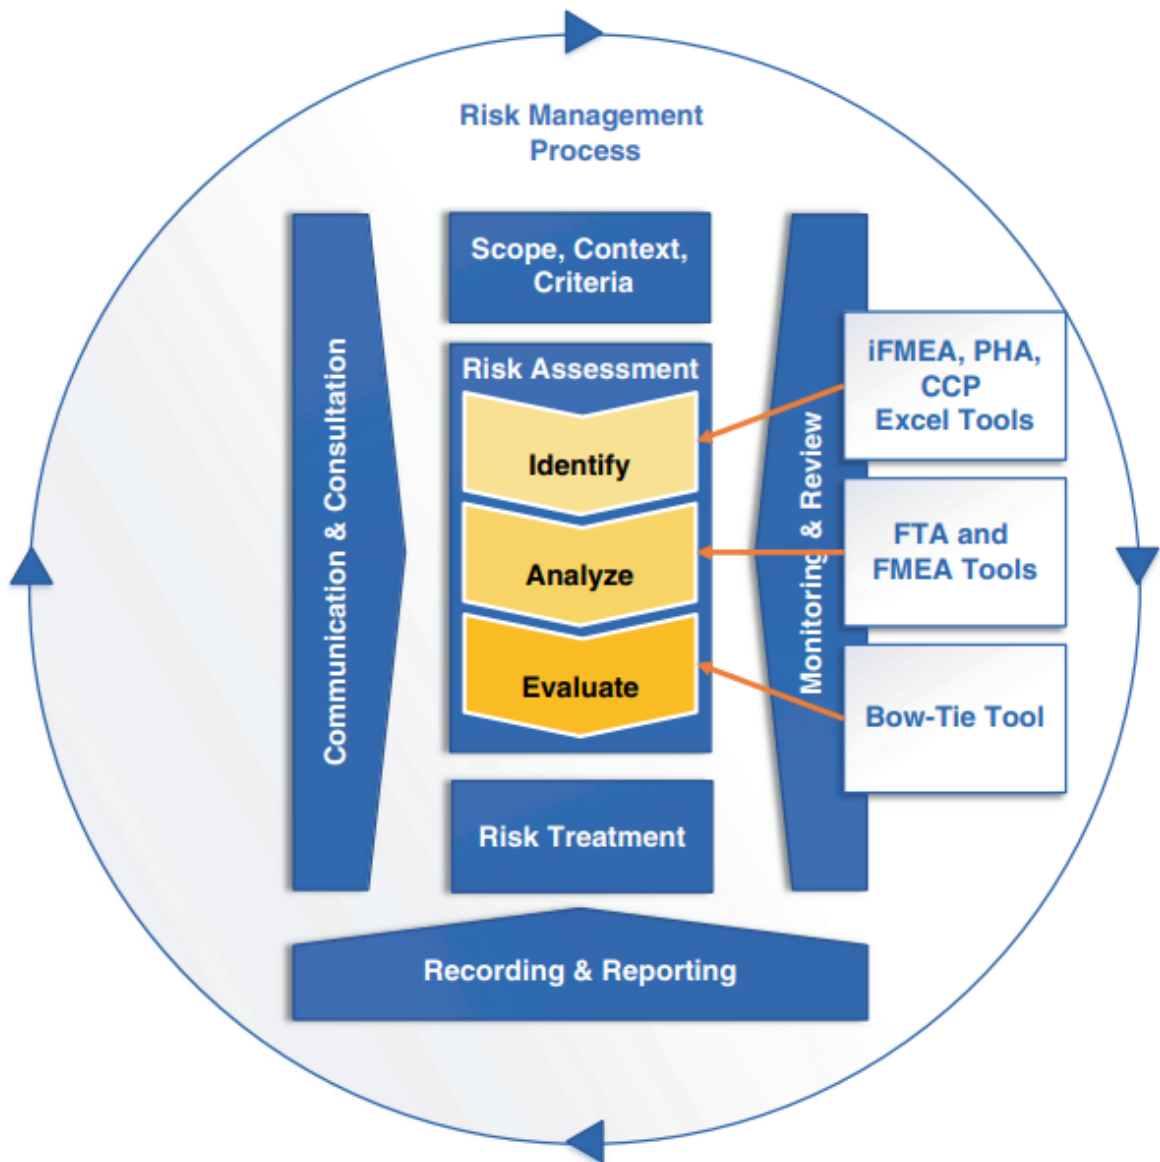 Risk Management
Process
Scope, Context,
Criteria
Communication & Consultation
Risk Assessment
Identify
Analyze
Evaluate
Monitoring & Review
iFMEA, PHA,
CCP
Excel Tools
FTA and
FMEA Tools
Bow-Tie Tool
Risk Treatment
Recording & Reporting